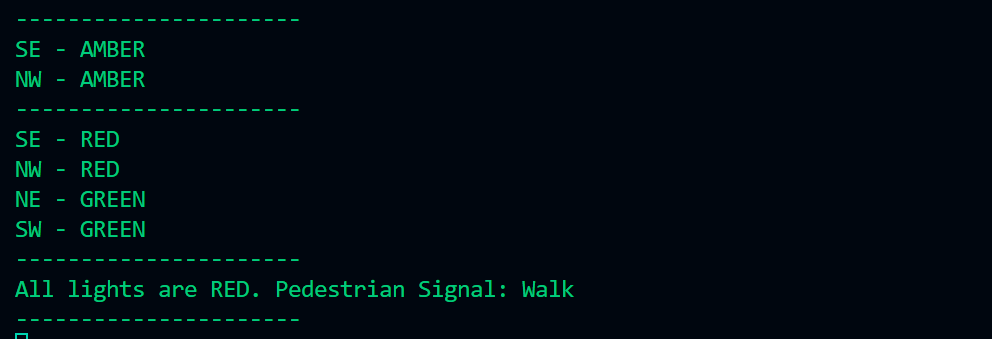 ----------------------
SE - AMBER
NW - AMBER
----------------------
SE - RED
NW - RED
NE - GREEN
SW - GREEN
----------------------
All lights are RED. Pedestrian Signal: Walk
----------------------